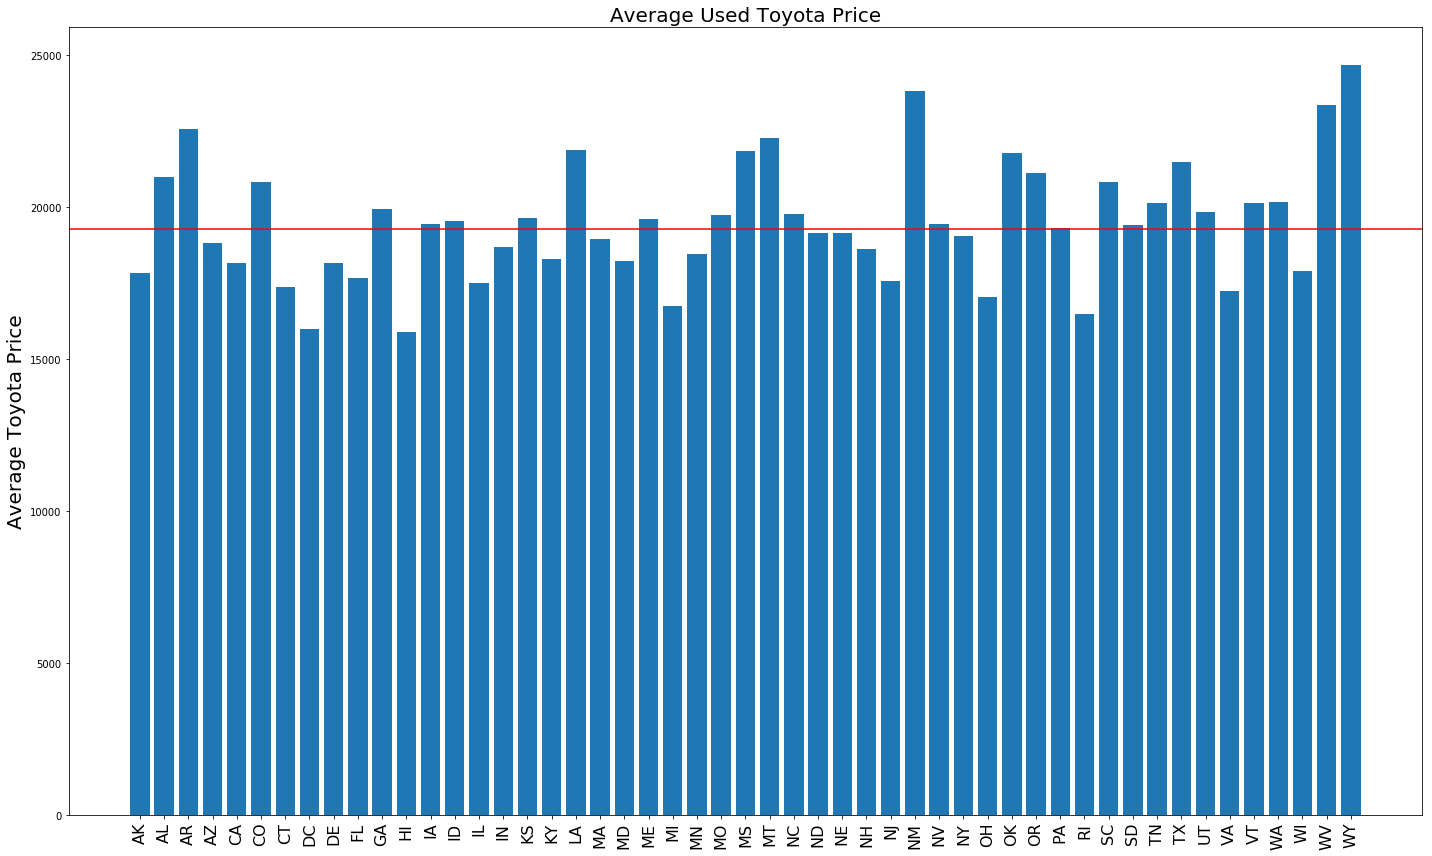 Average Used Toyota Price
Average Toyota Price
25000
20000
15000
10000
5000
0
AK AL AR AZ CA CO CT DC DE FL GA HI IA ID IL IN KS KY LA MA MD ME MI MN MO MS MT NC ND NE NH NJ NM NV NY OH OK OR PA RI SC SD TN TX UT VA VT WA WI WV WY